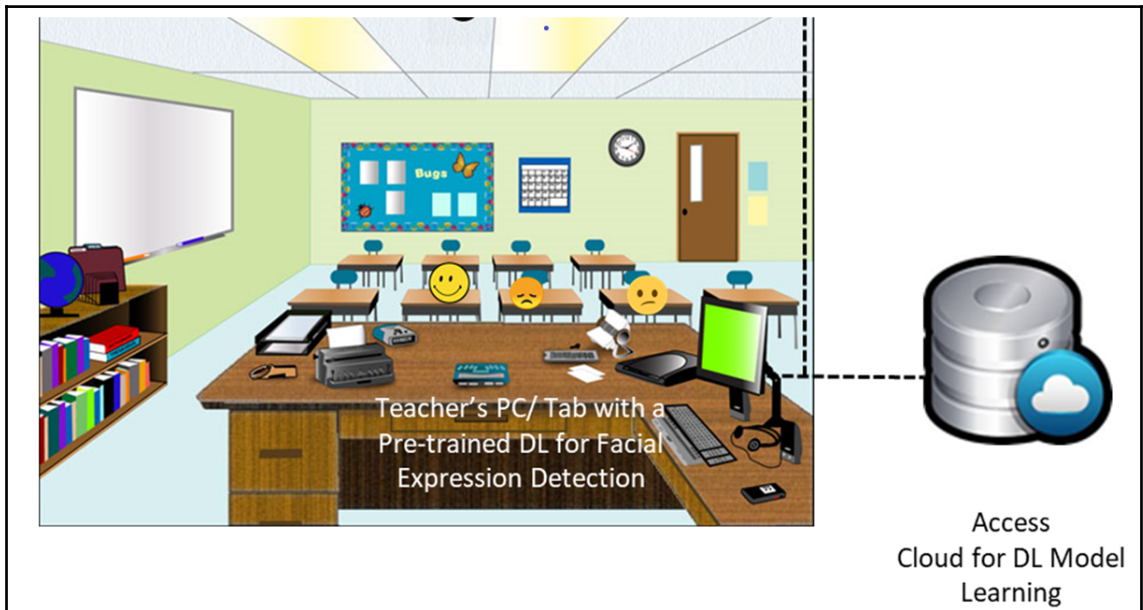 Bugs
Teacher’s PC/ Tab with a
Pre-trained DL for Facial
Expression Detection
Access
Cloud for DL Model
Learning